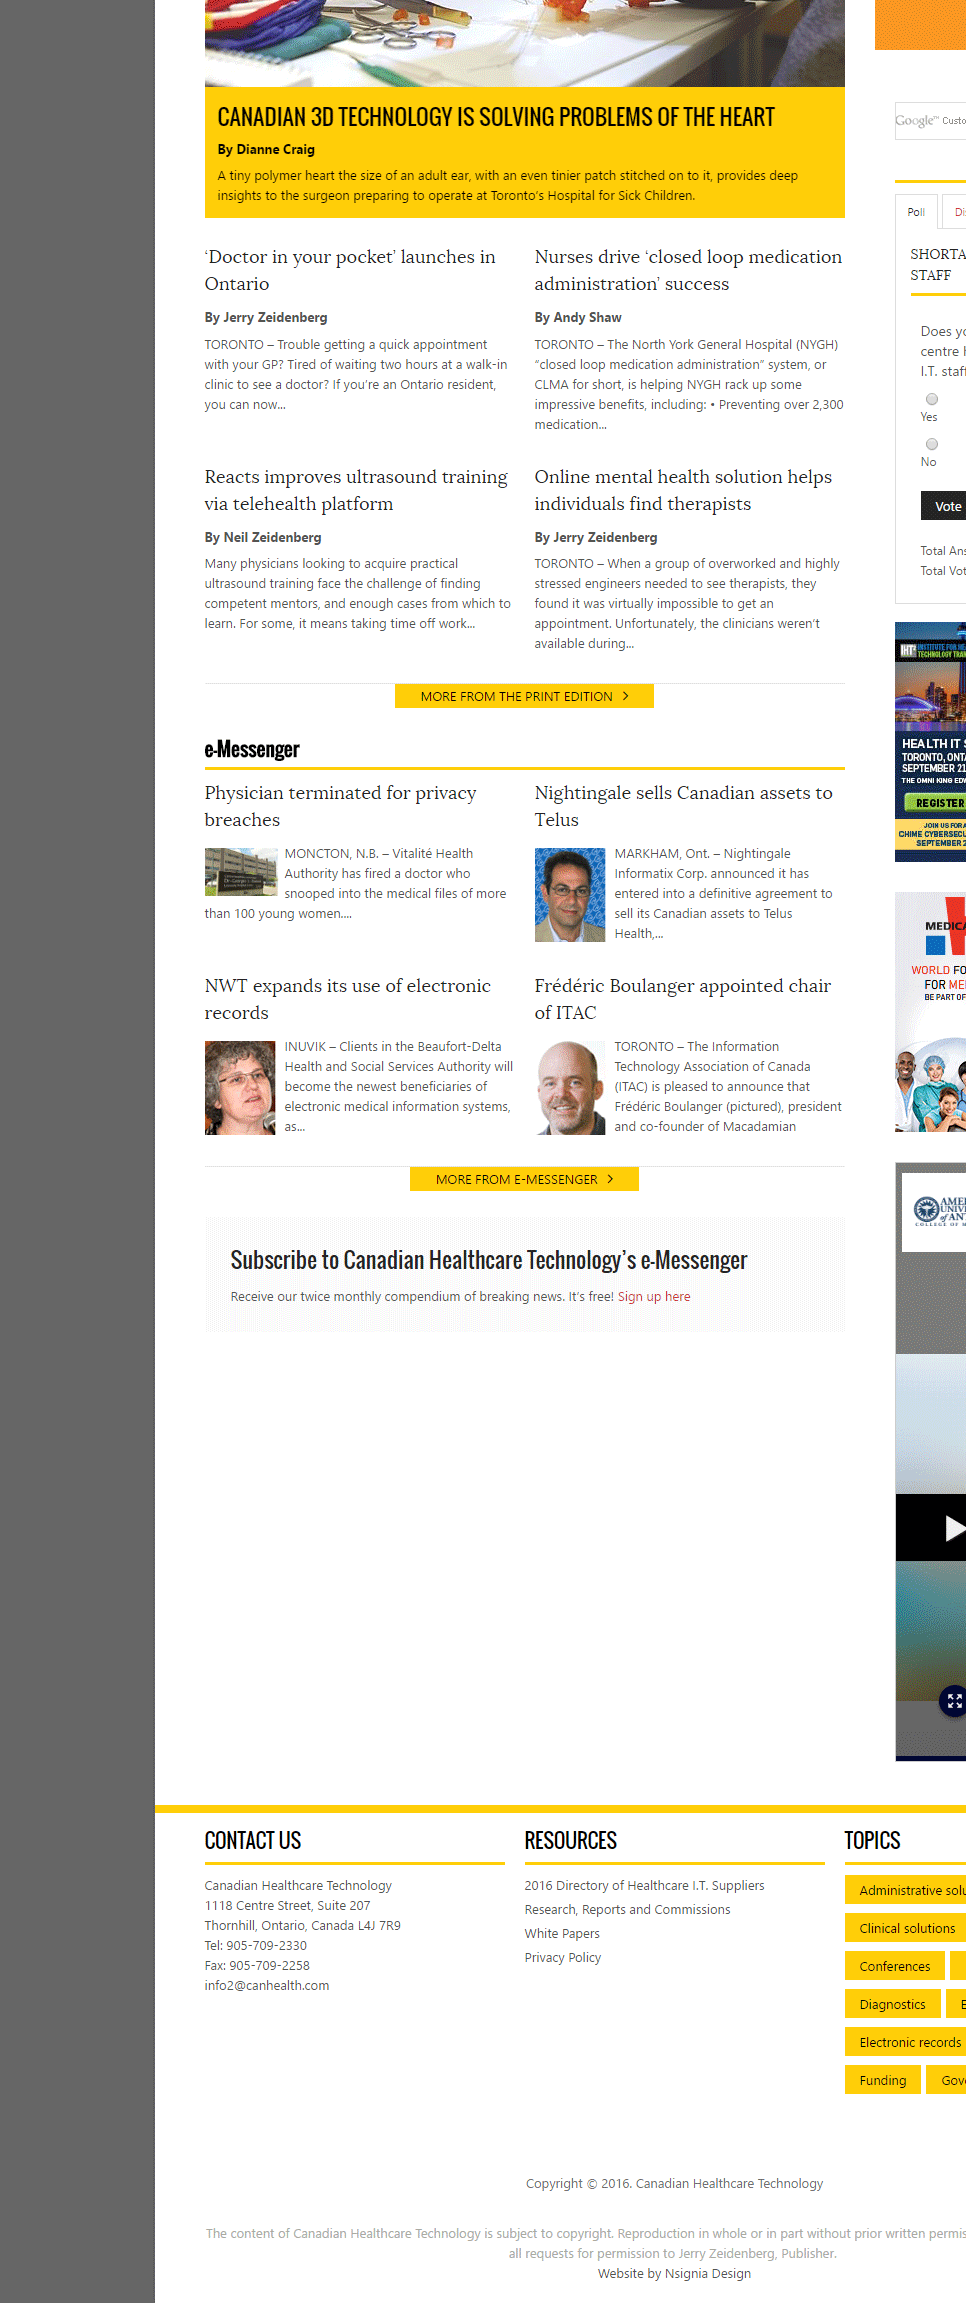 CANADIAN 3D TECHNOLOGY IS SOLVING PROBLEMS OF THE HEART
By Dianne Craig
A tiny polymer heart the size of an adult ear, with an even tinier patch stitched on to it, provides deep
insights to the surgeon preparing to operate at Toronto’s Hospital for Sick Children.
‘Doctor in your pocket’ launches in
Ontario
By Jerry Zeidenberg
TORONTO – Trouble getting a quick appointment
with your GP? Tired of waiting two hours at a walk-in
clinic to see a doctor? If you’re an Ontario resident,
you can now...
Nurses drive ‘closed loop medication
administration’ success
By Andy Shaw
TORONTO – The North York General Hospital (NYGH)
“closed loop medication administration” system, or
CLMA for short, is helping NYGH rack up some
impressive benefits, including: • Preventing over 2,300
medication...
Reacts improves ultrasound training
via telehealth platform
By Neil Zeidenberg
Many physicians looking to acquire practical
ultrasound training face the challenge of finding
competent mentors, and enough cases from which to
learn. For some, it means taking time off work...
Online mental health solution helps
individuals find therapists
By Jerry Zeidenberg
TORONTO – When a group of overworked and highly
stressed engineers needed to see therapists, they
found it was virtually impossible to get an
appointment. Unfortunately, the clinicians weren’t
available during...
MORE FROM THE PRINT EDITION
e-Messenger
Physician terminated for privacy
breaches
MONCTON, N.B. – Vitalité Health
Authority has fired a doctor who
snooped into the medical files of more
than 100 young women....
Nightingale sells Canadian assets to
Telus
MARKHAM, Ont. – Nightingale
Informatix Corp. announced it has
entered into a definitive agreement to
sell its Canadian assets to Telus
Health,...
NWT expands its use of electronic
records
INUVIK – Clients in the Beaufort-Delta
Health and Social Services Authority will
become the newest beneficiaries of
electronic medical information systems,
as...
Frédéric Boulanger appointed chair
of ITAC
TORONTO – The Information
Technology Association of Canada
(ITAC) is pleased to announce that
Frédéric Boulanger (pictured), president
and co-founder of Macadamian
MORE FROM E-MESSENGER
Subscribe to Canadian Healthcare Technology’s e-Messenger
Receive our twice monthly compendium of breaking news. It’s free! Sign up here
Google™ Custo
Poll
Di
SHORTA
STAFF
Does yo
centre h
I.T. staff
Yes
No
Vote
Total Ans
Total Vot
IHT²
INSTITUTE FOR HE
TECHNOLOGY TRAN
HEALTH IT S
TORONTO, ONTA
SEPTEMBER 21
THE OMNI KING EDW
REGISTER
JOIN US FOR A
CHIME CYBERSECU
SEPTEMBER 2
MEDICA
WORLD FO
FOR MED
BE PART OF
AMER
UNIVER
of ANT
COLLEGE OF M
CONTACT US
Canadian Healthcare Technology
1118 Centre Street, Suite 207
Thornhill, Ontario, Canada L4J 7R9
Tel: 905-709-2330
Fax: 905-709-2258
info2@canhealth.com
RESOURCES
2016 Directory of Healthcare I.T. Suppliers
Research, Reports and Commissions
White Papers
Privacy Policy
TOPICS
Administrative solu
Clinical solutions
Conferences
Diagnostics E
Electronic records
Funding Gove
Copyright © 2016. Canadian Healthcare Technology
The content of Canadian Healthcare Technology is subject to copyright. Reproduction in whole or in part without prior written permis
all requests for permission to Jerry Zeidenberg, Publisher.
Website by Nsignia Design